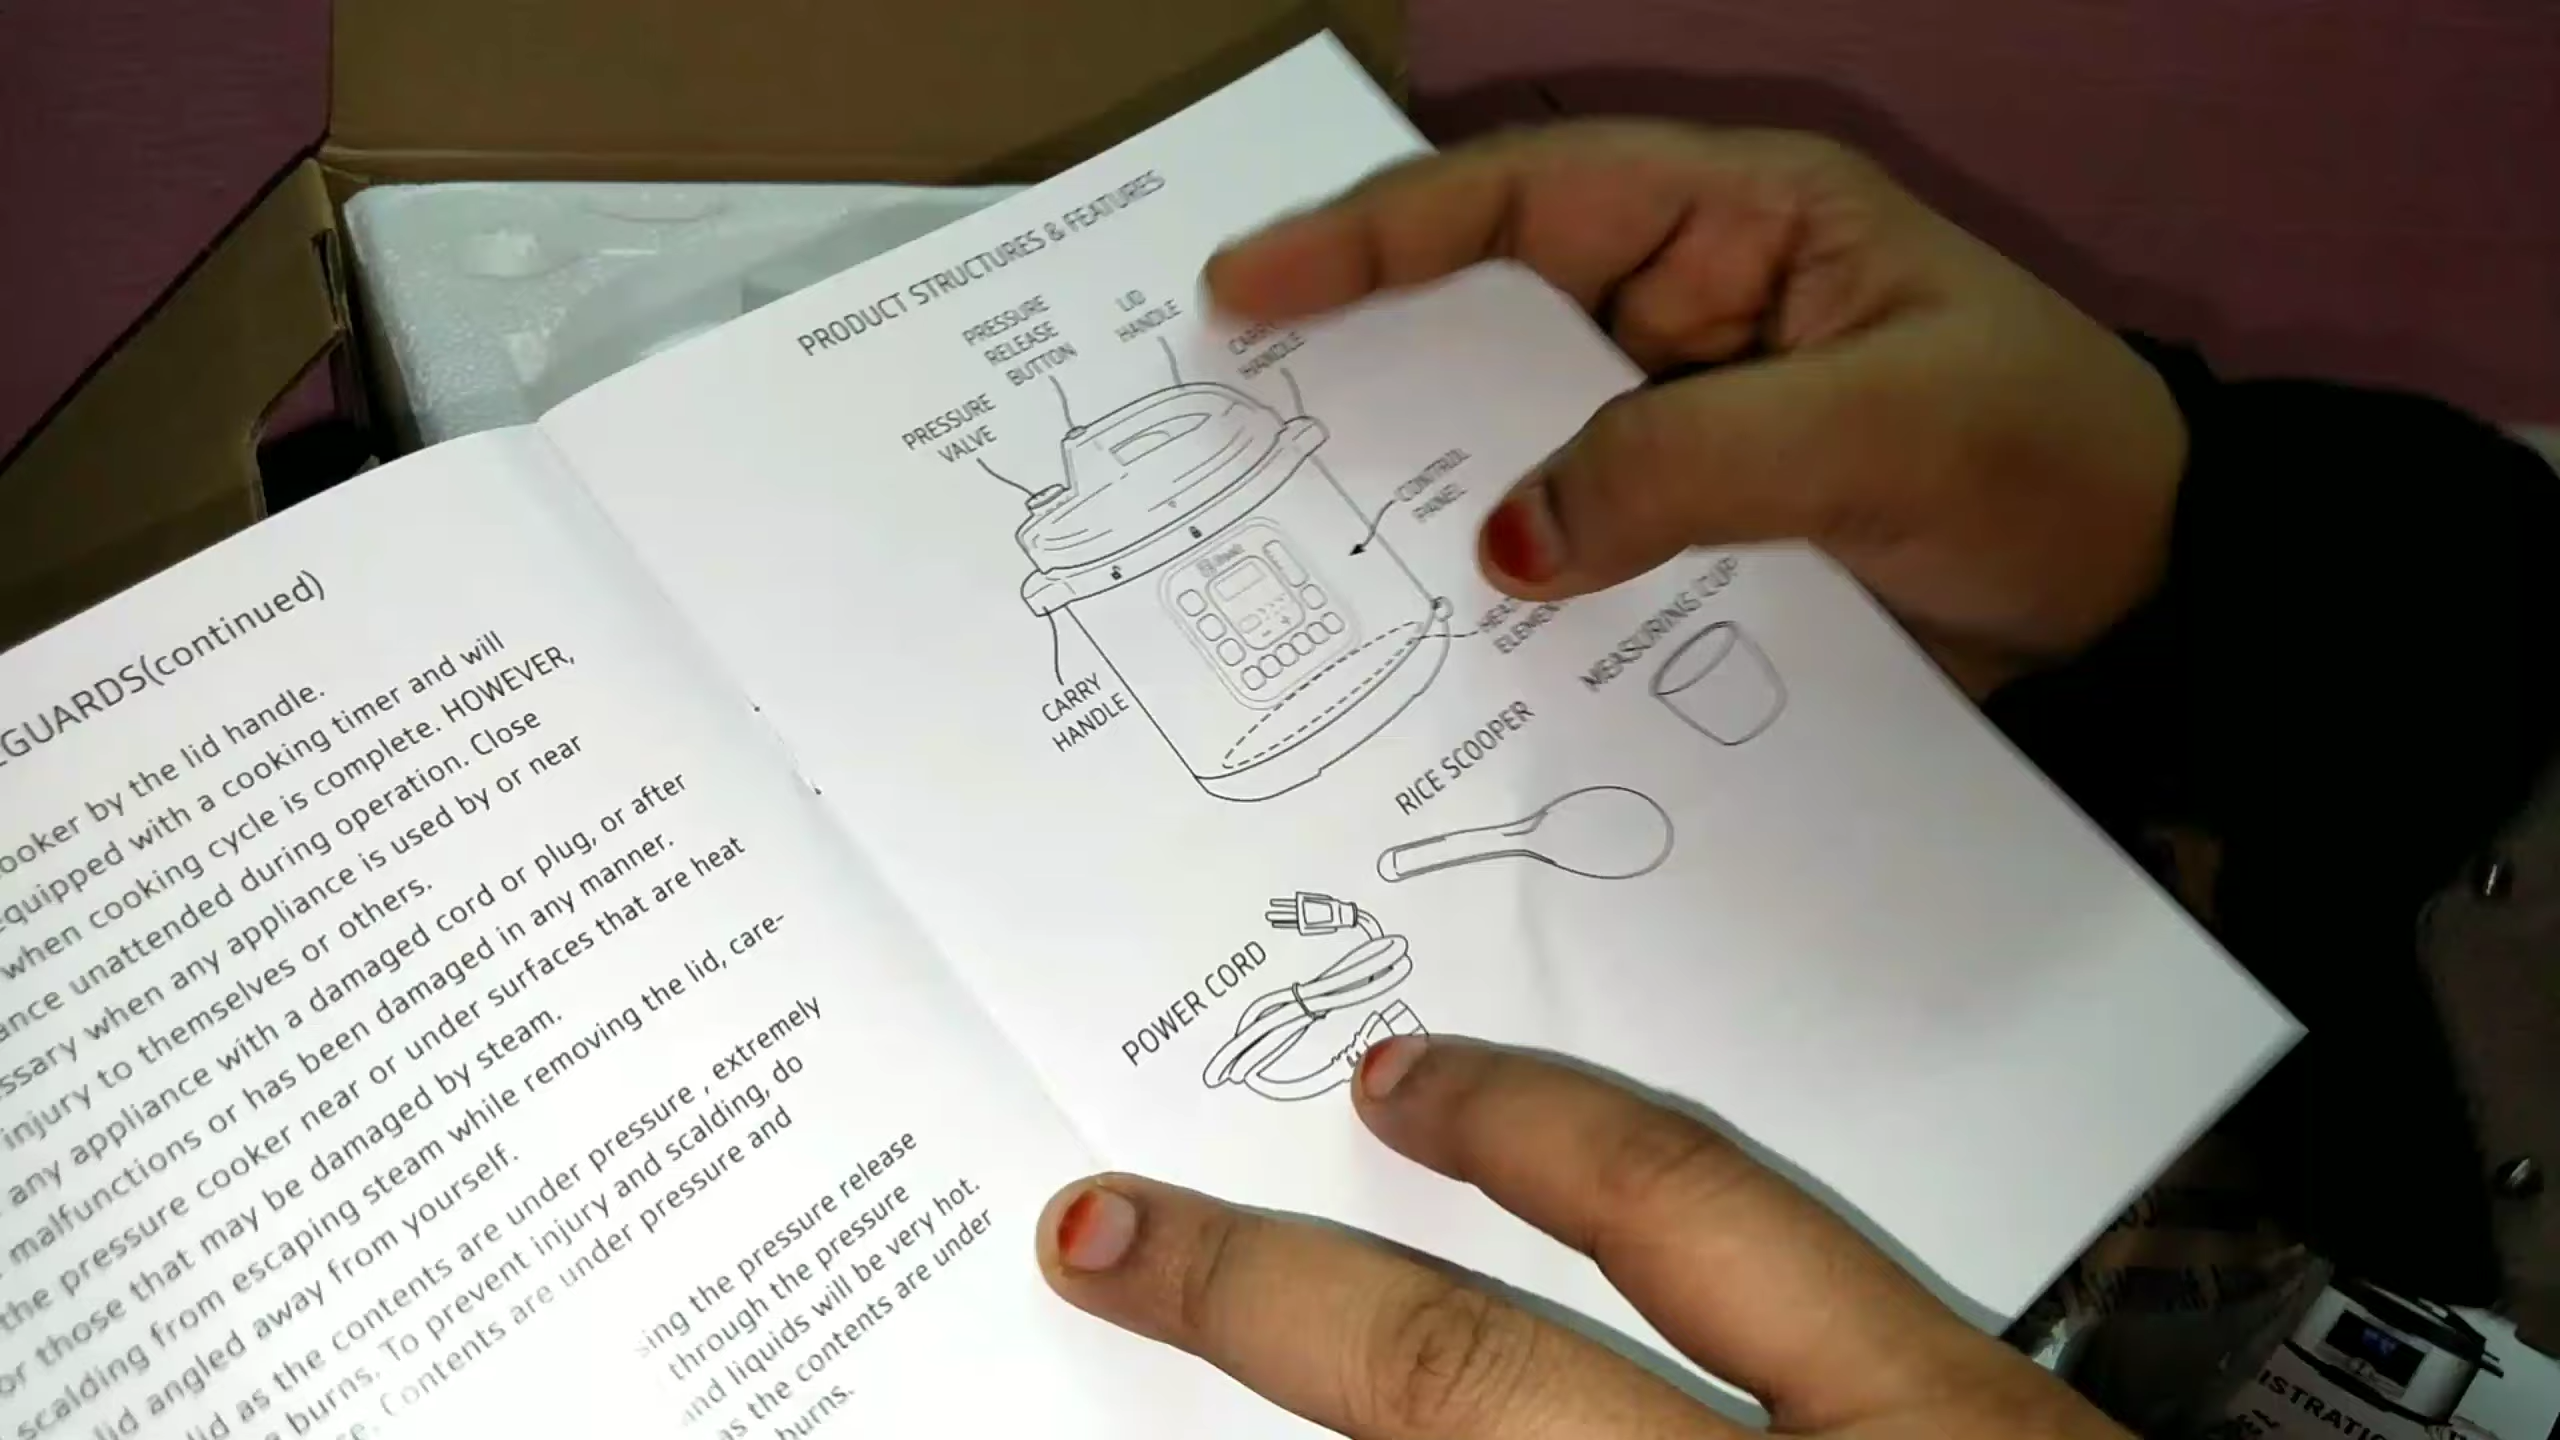 GUARDS(continued)
ooker by the lid handle.
equipped with a cooking timer and will
when cooking cycle is complete. HOWEVER,
ance unattended during operation. Close
ssary when any appliance is used by or near
injury to themselves or others.
any appliance with a damaged cord or plug, or after
malfunctions or has been damaged in any manner.
the pressure cooker near or under surfaces that are heat
or those that may be damaged by steam.
scalding from escaping steam while removing the lid, care-
lid angled away from yourself.
lid as the contents are under pressure , extremely
burns. To prevent injury and scalding, do
se. Contents are under pressure and
sing the pressure release
through the pressure
and liquids will be very hot.
as the contents are under
burns.
PRODUCT STRUCTURES & FEATURES
PRESSURE
RELEASE
BUTTON
LID
HANDLE
CARRY
HANDLE
PRESSURE
VALVE
CONTROL
PANEL
ELEMENT
CARRY
HANDLE
MEASURING CUP
RICE SCOOPER
POWER CORD